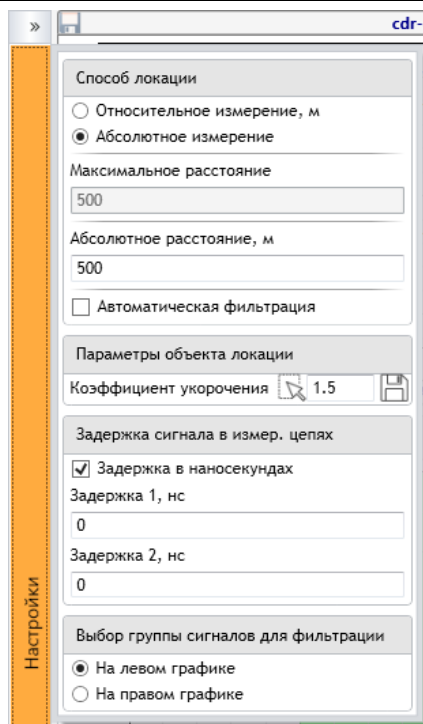 »
cdr-
Способ локации
Относительное измерение, м
Абсолютное измерение
Максимальное расстояние
500
Абсолютное расстояние, м
500
Автоматическая фильтрация
Параметры объекта локации
Коэффициент укорочения 1.5
Задержка сигнала в измер. цепях
Задержка в наносекундах
Задержка 1, нс
0
Задержка 2, нс
0
Выбор группы сигналов для фильтрации
На левом графике
На правом графике
Настройки